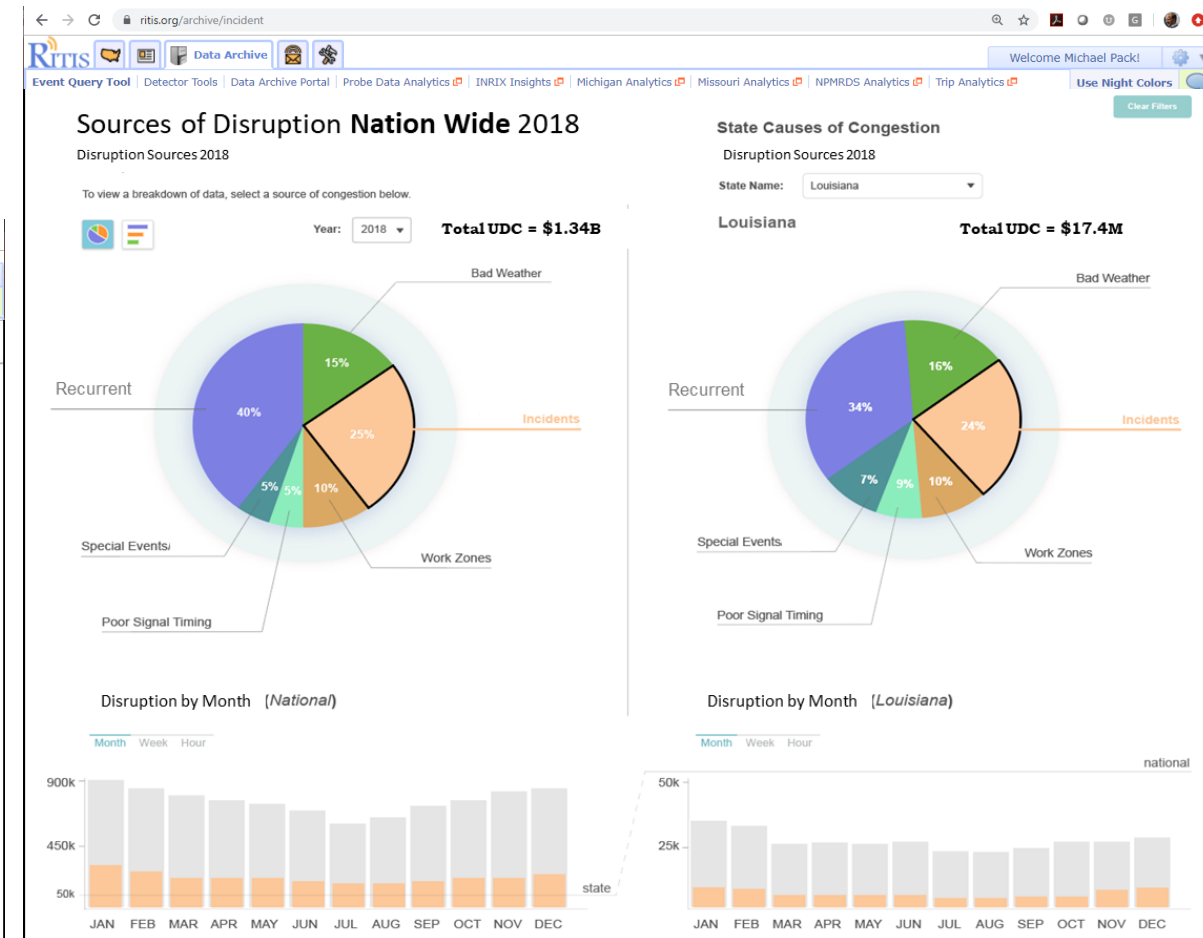 ritis.org/archive/incident
RITIS
Data Archive
Welcome Michael Pack!
Event Query Tool | Detector Tools | Data Archive Portal | Probe Data Analytics | INRIX Insights | Michigan Analytics | Missouri Analytics | NPMRDS Analytics | Trip Analytics
Use Night Colors
Clear Filters
Sources of Disruption Nation Wide 2018
Disruption Sources 2018
To view a breakdown of data, select a source of congestion below.
Year: 2018
Total UDC = $1.34B
Bad Weather
15%
Recurrent
40%
25%
Incidents
5%
5%
10%
Special Events/
Work Zones
Poor Signal Timing
State Causes of Congestion
Disruption Sources 2018
State Name: Louisiana
Louisiana
Total UDC = $17.4M
Bad Weather
16%
Recurrent
34%
24%
Incidents
7%
9%
10%
Special Events
Work Zones
Poor Signal Timing
Disruption by Month (National)
Month Week Hour
900k
450k
50k
state
JAN FEB MAR APR MAY JUN JUL AUG SEP OCT NOV DEC
Disruption by Month (Louisiana)
Month Week Hour
national
50k
25k
JAN FEB MAR APR MAY JUN JUL AUG SEP OCT NOV DEC